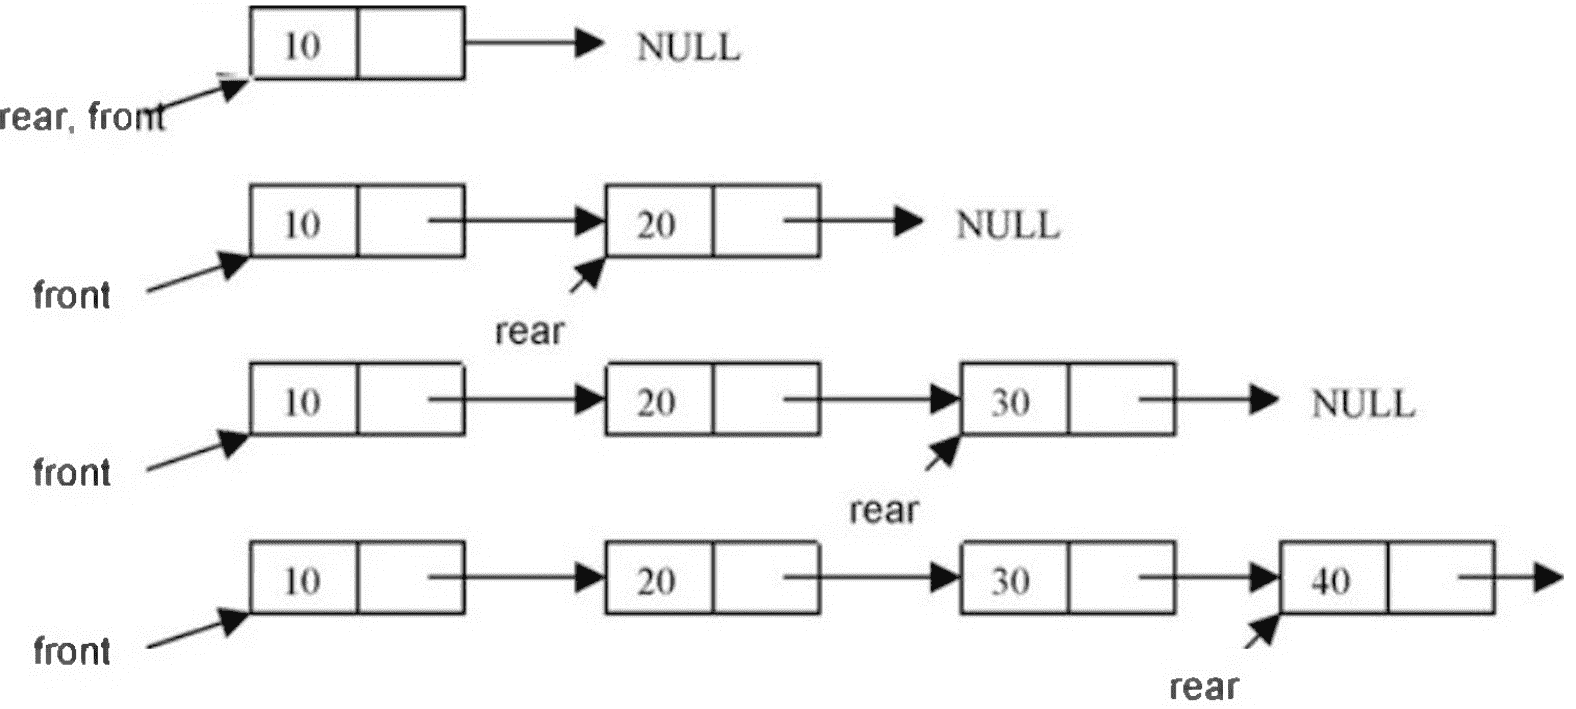 10 NULL
rear, front
10 20 NULL
front
rear
10 20 30 NULL
front
rear
10 20 30 40
front
rear